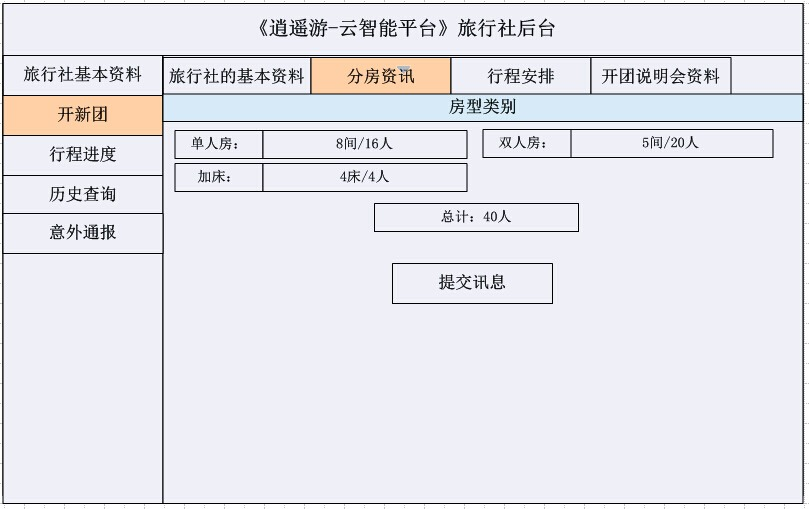 《逍遥游-云智能平台》旅行社后台
旅行社基本资料
开新团
行程进度
历史查询
意外通报
旅行社的基本资料
分房资讯
行程安排
开团说明会资料
房型类别
单人房： 8间/16人
双人房： 5间/20人
加床： 4床/4人
总计：40人
提交讯息